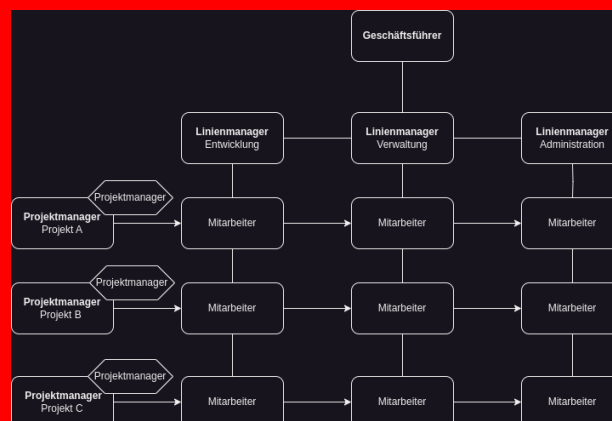 Geschäftsführer
Linienmanager
Entwicklung
Linienmanager
Verwaltung
Linienmanager
Administration
Projektmanager
Projektmanager
Projekt A
Mitarbeiter
Mitarbeiter
Mitarbeiter
Projektmanager
Projektmanager
Projekt B
Mitarbeiter
Mitarbeiter
Mitarbeiter
Projektmanager
Projektmanager
Projekt C
Mitarbeiter
Mitarbeiter
Mitarbeiter